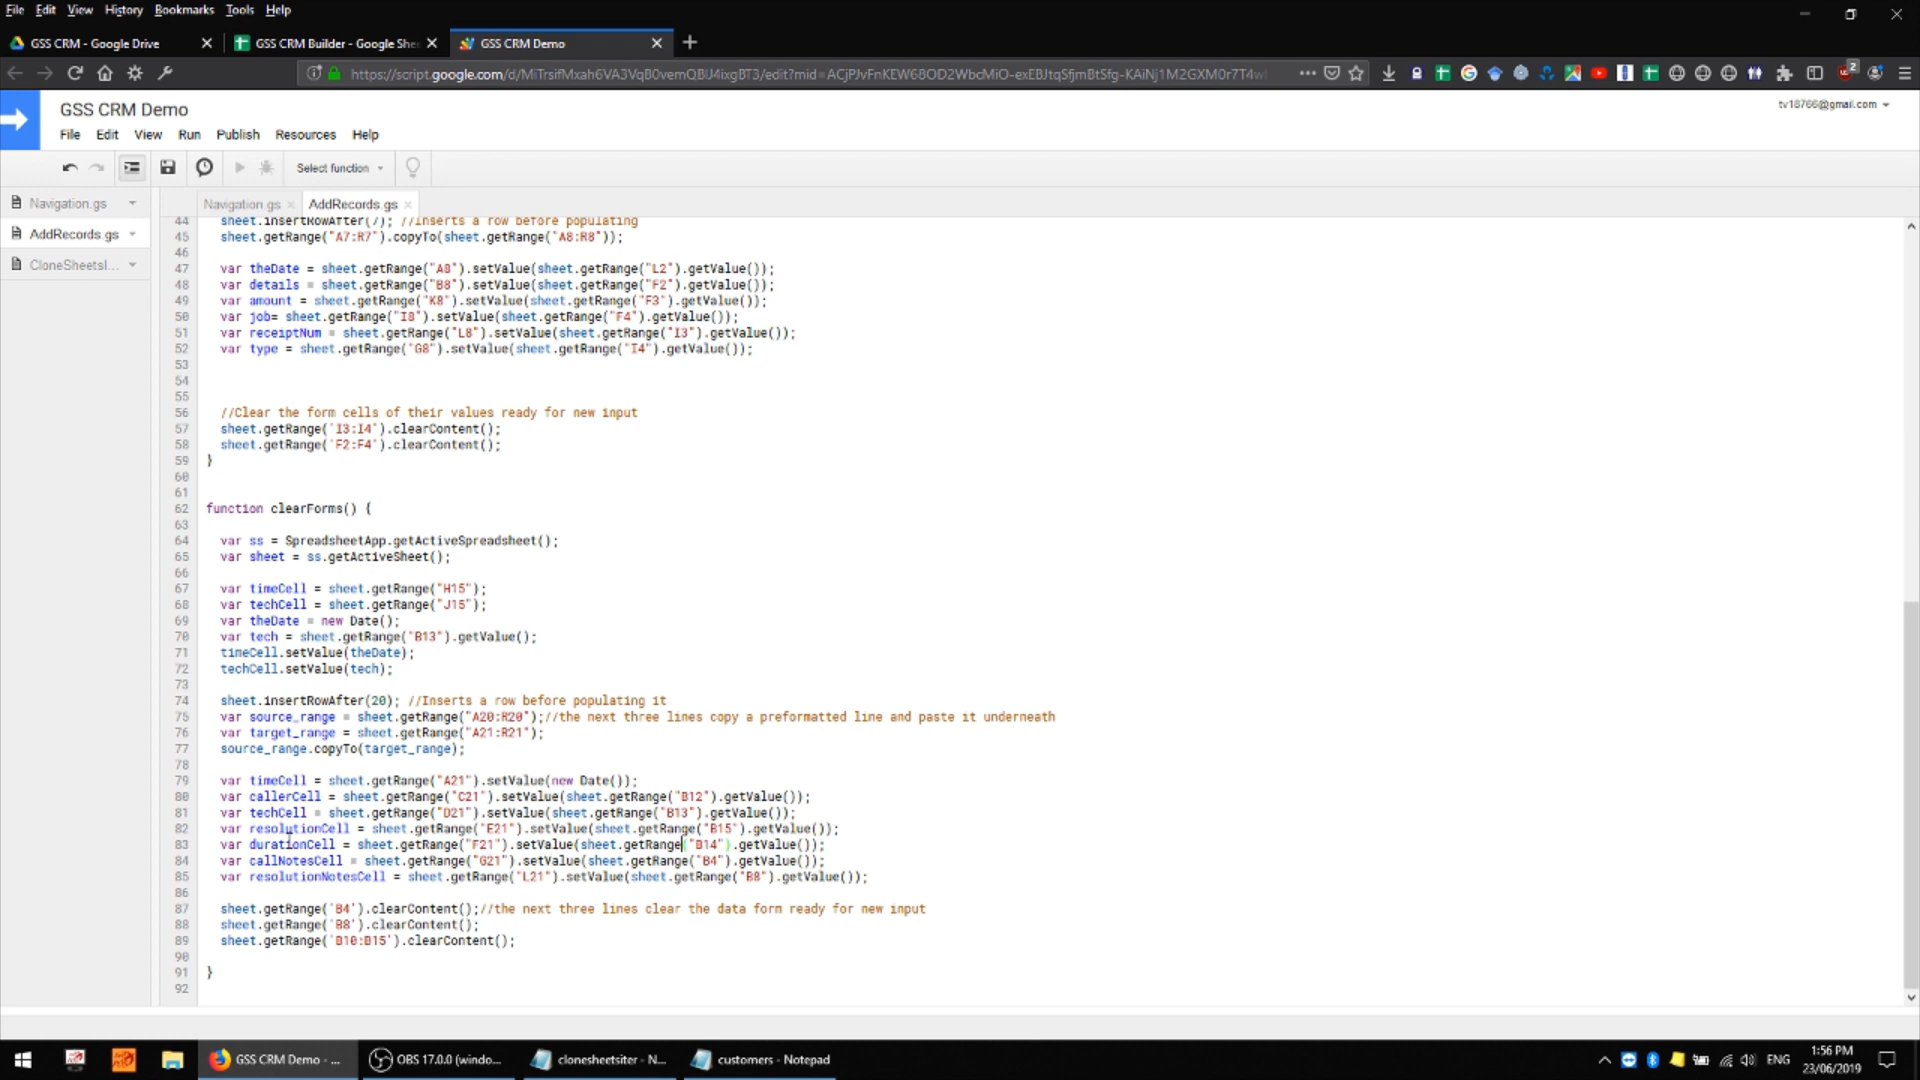 File Edit View History Bookmarks Tools Help
GSS CRM - Google Drive
GSS CRM Builder - Google She
GSS CRM Demo
GSS CRM Demo
tv18766@gmail.com
File Edit View Run Publish Resources Help
Select function
Navigation.gs
AddRecords.gs
CloneSheetsI...
Navigation.gs AddRecords.gs
44 sheet.insertRowAfter(7); //Inserts a row before populating
45 sheet.getRange("A7:R7").copyTo(sheet.getRange("A8:R8"));
46
47 var theDate = sheet.getRange("A8").setValue(sheet.getRange("L2").getValue());
48 var details = sheet.getRange("B8").setValue(sheet.getRange("F2").getValue());
49 var amount = sheet.getRange("K8").setValue(sheet.getRange("F3").getValue());
50 var job= sheet.getRange("I8").setValue(sheet.getRange("F4").getValue());
51 var receiptNum = sheet.getRange("L8").setValue(sheet.getRange("I3").getValue());
52 var type = sheet.getRange("G8").setValue(sheet.getRange("I4").getValue());
53
54
55
56 //Clear the form cells of their values ready for new input
57 sheet.getRange('I3:I4').clearContent();
58 sheet.getRange('F2:F4').clearContent();
59 }
60
61
62 function clearForms() {
63
64 var ss = SpreadsheetApp.getActiveSpreadsheet();
65 var sheet = ss.getActiveSheet();
66
67 var timeCell = sheet.getRange("H15");
68 var techCell = sheet.getRange("J15");
69 var theDate = new Date();
70 var tech = sheet.getRange("B13").getValue();
71 timeCell.setValue(theDate);
72 techCell.setValue(tech);
73
74 sheet.insertRowAfter(20); //Inserts a row before populating it
75 var source_range = sheet.getRange("A20:R20");//the next three lines copy a preformatted line and paste it underneath
76 var target_range = sheet.getRange("A21:R21");
77 source_range.copyTo(target_range);
78
79 var timeCell = sheet.getRange("A21").setValue(new Date());
80 var callerCell = sheet.getRange("C21").setValue(sheet.getRange("B12").getValue());
81 var techCell = sheet.getRange("D21").setValue(sheet.getRange("B13").getValue());
82 var resolutionCell = sheet.getRange("E21").setValue(sheet.getRange("B15").getValue());
83 var durationCell = sheet.getRange("F21").setValue(sheet.getRange("B14").getValue());
84 var callNotesCell = sheet.getRange("G21").setValue(sheet.getRange("B4").getValue());
85 var resolutionNotesCell = sheet.getRange("L21").setValue(sheet.getRange("B8").getValue());
86
87 sheet.getRange('B4').clearContent();//the next three lines clear the data form ready for new input
88 sheet.getRange('B8').clearContent();
89 sheet.getRange('B10:B15').clearContent();
90
91 }
92
GSS CRM Demo - ...
OBS 17.0.0 (windo...
clonesheetsiter - N...
customers - Notepad
ENG
1:56 PM
23/06/2019